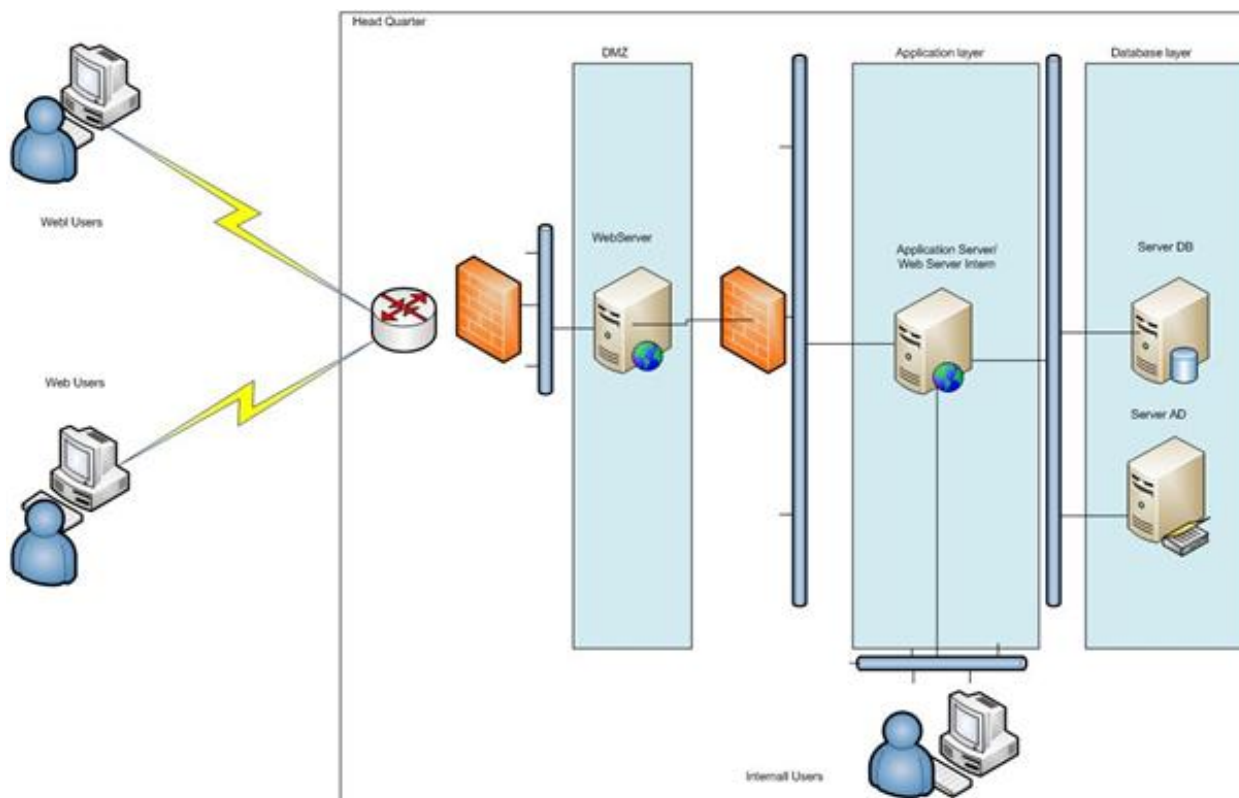 Head Quarter
DMZ
Application layer
Database layer
WebI Users
WebServer
Application Server/
Web Server Intern
Server DB
Web Users
Server AD
Internall Users